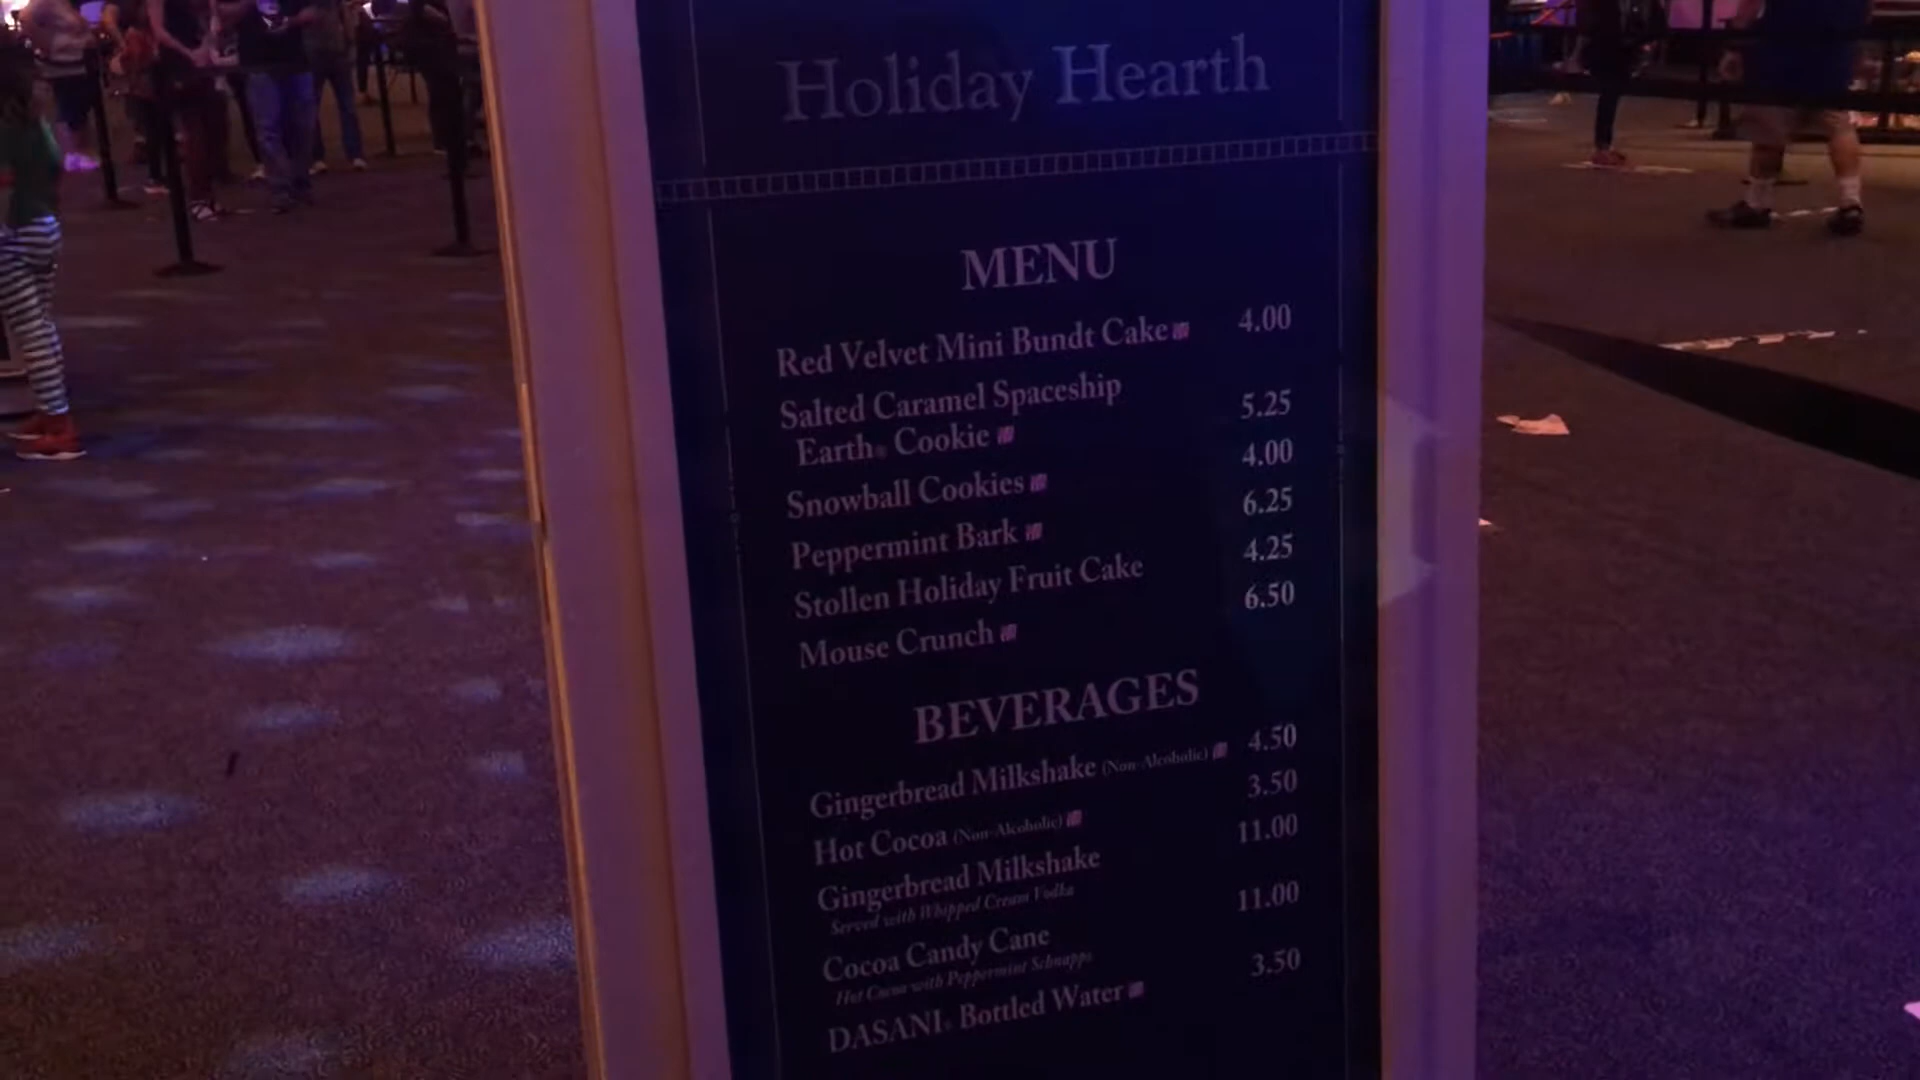 Holiday Hearth
MENU
Red Velvet Mini Bundt Cake 4.00
Salted Caramel Spaceship
Earth® Cookie 5.25
Snowball Cookies 4.00
Peppermint Bark 6.25
Stollen Holiday Fruit Cake 4.25
Mouse Crunch 6.50
BEVERAGES
Gingerbread Milkshake (Non-Alcoholic) 4.50
Hot Cocoa (Non-Alcoholic) 3.50
Gingerbread Milkshake 11.00
Served with Whipped Cream Vodka
Cocoa Candy Cane 11.00
Hot Cocoa with Peppermint Schnapps
DASANI® Bottled Water 3.50